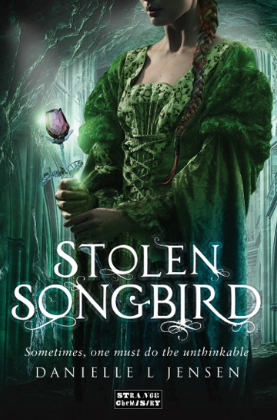 STOLEN
SONGBIRD
Sometimes, one must do the unthinkable
DANIELLE L JENSEN
STRANGE
CHEMISTRY